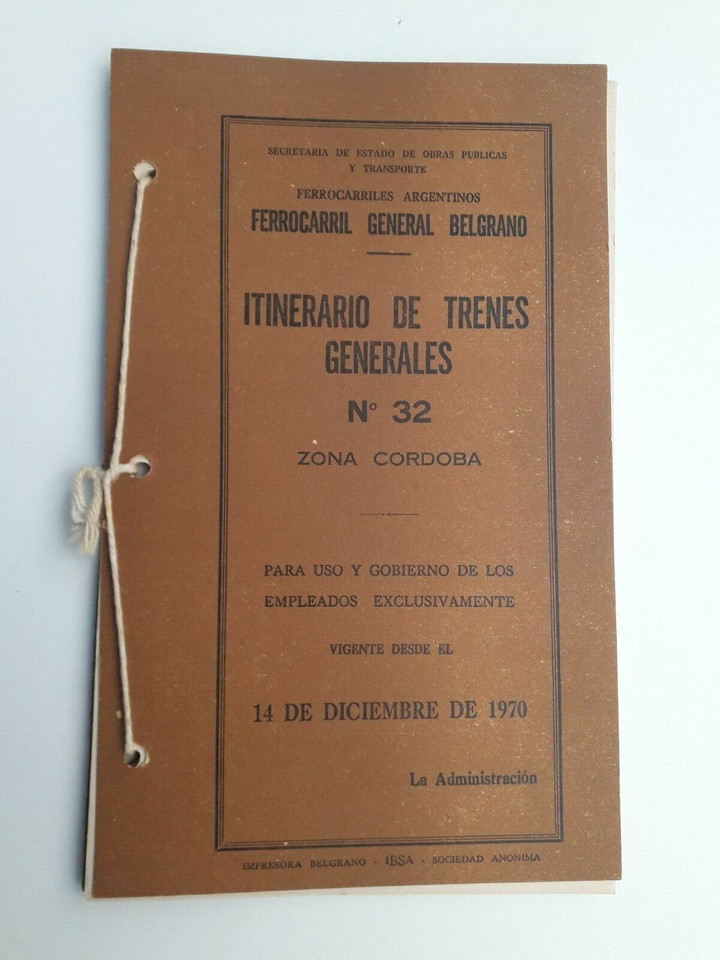 SECRETARIA DE ESTADO DE OBRAS PUBLICAS
Y TRANSPORTE
FERROCARRILES ARGENTINOS
FERROCARRIL GENERAL BELGRANO
ITINERARIO DE TRENES
GENERALES
Nº 32
ZONA CORDOBA
PARA USO Y GOBIERNO DE LOS
EMPLEADOS EXCLUSIVAMENTE
VIGENTE DESDE EL
14 DE DICIEMBRE DE 1970
La Administración
IMPRESORA BELGRANO - IBSA - SOCIEDAD ANONIMA